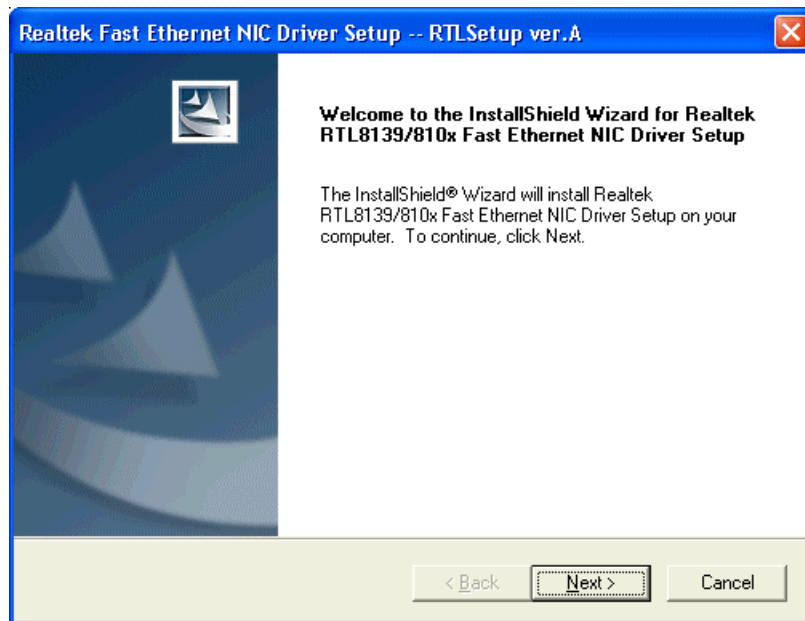 Realtek Fast Ethernet NIC Driver Setup -- RTLSetup ver.A
Welcome to the InstallShield Wizard for Realtek
RTL8139/810x Fast Ethernet NIC Driver Setup
The InstallShield® Wizard will install Realtek
RTL8139/810x Fast Ethernet NIC Driver Setup on your
computer.  To continue, click Next.
< Back
Next >
Cancel